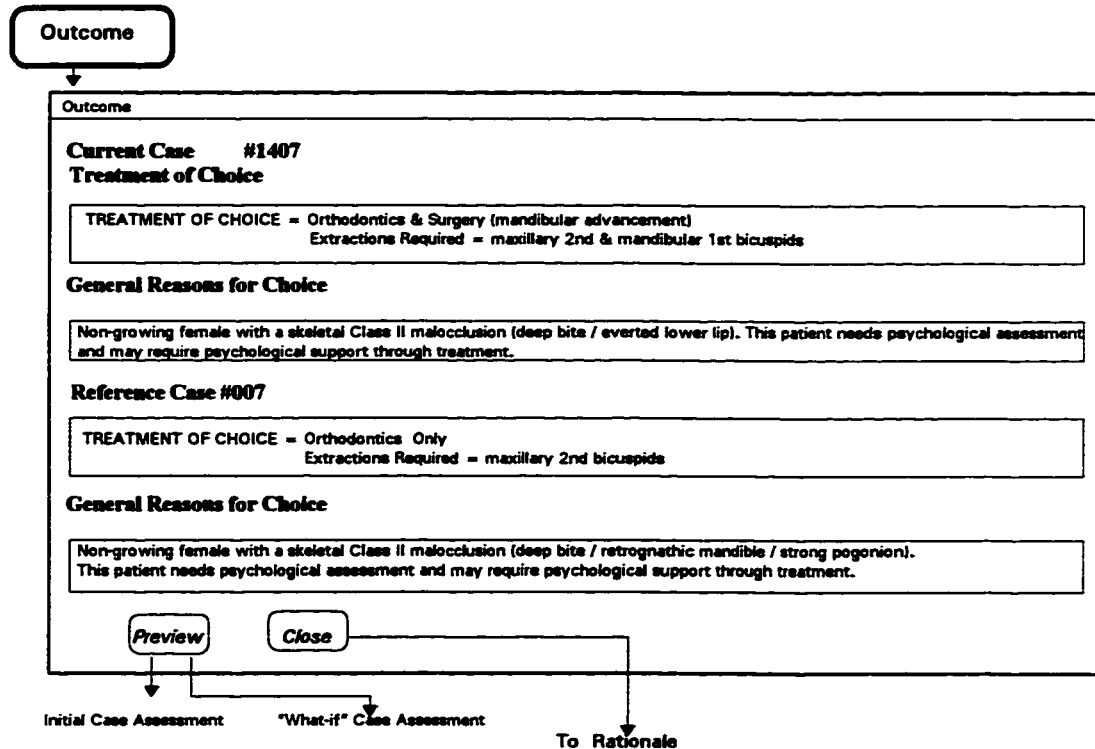 Outcome
Outcome
Current Case #1407
Treatment of Choice
TREATMENT OF CHOICE = Orthodontics & Surgery (mandibular advancement)
Extractions Required = maxillary 2nd & mandibular 1st bicuspids
General Reasons for Choice
Non-growing female with a skeletal Class II malocclusion (deep bite / everted lower lip). This patient needs psychological assessment
and may require psychological support through treatment.
Reference Case #007
TREATMENT OF CHOICE = Orthodontics Only
Extractions Required = maxillary 2nd bicuspids
General Reasons for Choice
Non-growing female with a skeletal Class II malocclusion (deep bite / retrognathic mandible / strong pogonion).
This patient needs psychological assessment and may require psychological support through treatment.
Preview Close
Initial Case Assessment "What-if" Case Assessment
To Rationale